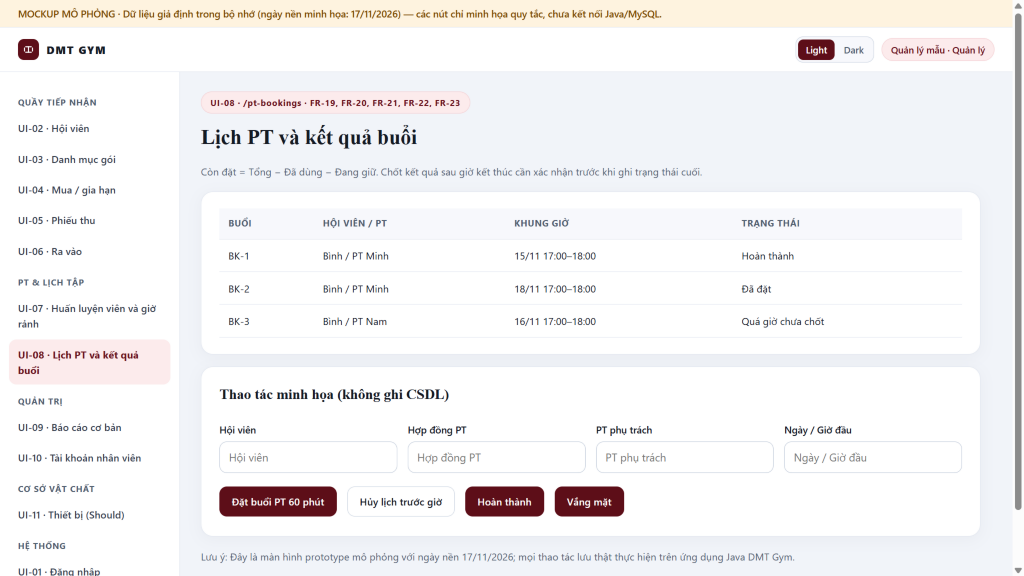 MOCKUP MÔ PHỎNG · Dữ liệu giả định trong bộ nhớ (ngày nền minh họa: 17/11/2026) — các nút chỉ minh họa quy tắc, chưa kết nối Java/MySQL.
DMT GYM
Light
Dark
Quản lý mẫu · Quản lý
QUẦY TIẾP NHẬN
UI-02 · Hội viên
UI-03 · Danh mục gói
UI-04 · Mua / gia hạn
UI-05 · Phiếu thu
UI-06 · Ra vào
PT & LỊCH TẬP
UI-07 · Huấn luyện viên và giờ
rảnh
UI-08 · Lịch PT và kết quả
buổi
QUẢN TRỊ
UI-09 · Báo cáo cơ bản
UI-10 · Tài khoản nhân viên
CƠ SỞ VẬT CHẤT
UI-11 · Thiết bị (Should)
HỆ THỐNG
UI-01 · Đăng nhập
UI-08 · /pt-bookings · FR-19, FR-20, FR-21, FR-22, FR-23
Lịch PT và kết quả buổi
Còn đặt = Tổng − Đã dùng − Đang giữ. Chốt kết quả sau giờ kết thúc cần xác nhận trước khi ghi trạng thái cuối.
BUỔI HỘI VIÊN / PT KHUNG GIỜ TRẠNG THÁI
BK-1 Bình / PT Minh 15/11 17:00–18:00 Hoàn thành
BK-2 Bình / PT Minh 18/11 17:00–18:00 Đã đặt
BK-3 Bình / PT Nam 16/11 17:00–18:00 Quá giờ chưa chốt
Thao tác minh họa (không ghi CSDL)
Hội viên Hợp đồng PT PT phụ trách Ngày / Giờ đầu
Hội viên Hợp đồng PT PT phụ trách Ngày / Giờ đầu
Đặt buổi PT 60 phút Hủy lịch trước giờ Hoàn thành Vắng mặt
Lưu ý: Đây là màn hình prototype mô phỏng với ngày nền 17/11/2026; mọi thao tác lưu thật thực hiện trên ứng dụng Java DMT Gym.